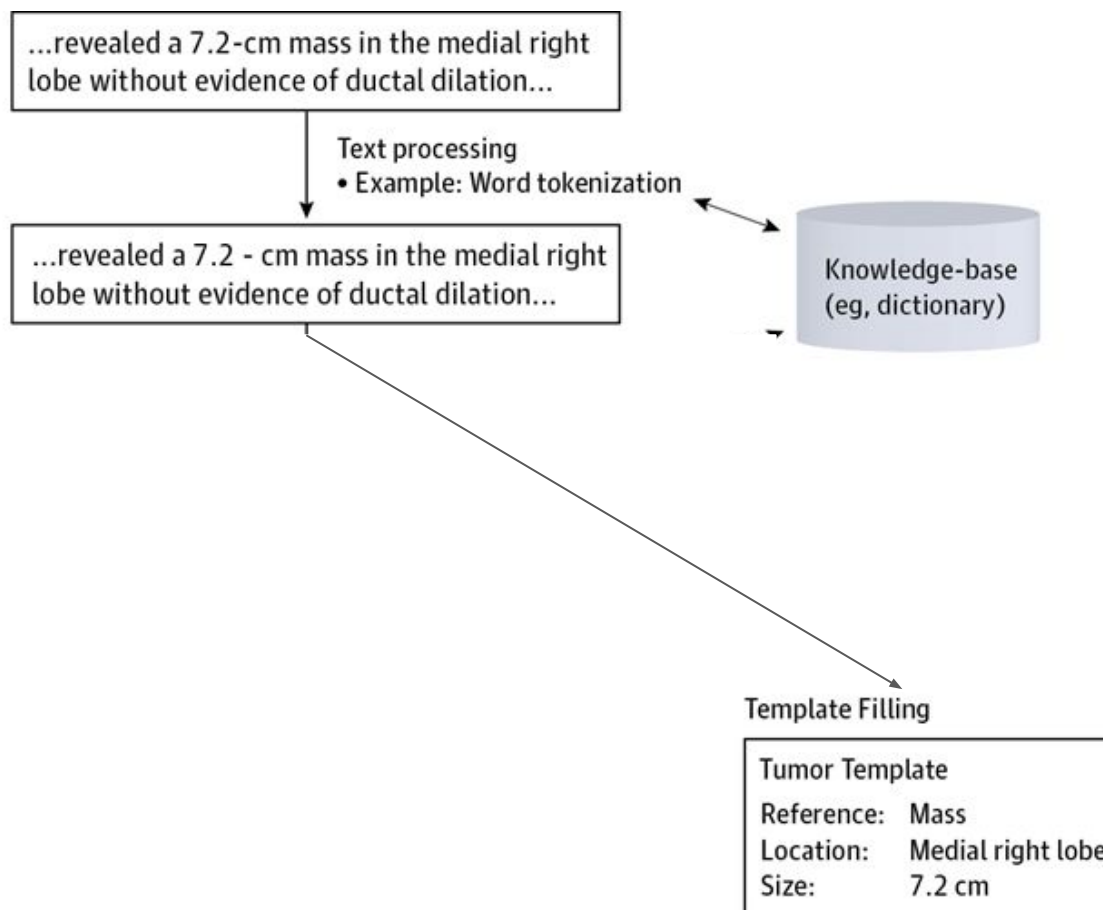 ...revealed a 7.2-cm mass in the medial right
lobe without evidence of ductal dilation...
Text processing
• Example: Word tokenization
...revealed a 7.2 - cm mass in the medial right
lobe without evidence of ductal dilation...
Knowledge-base
(eg, dictionary)
Template Filling
Tumor Template
Reference: Mass
Location: Medial right lobe
Size: 7.2 cm